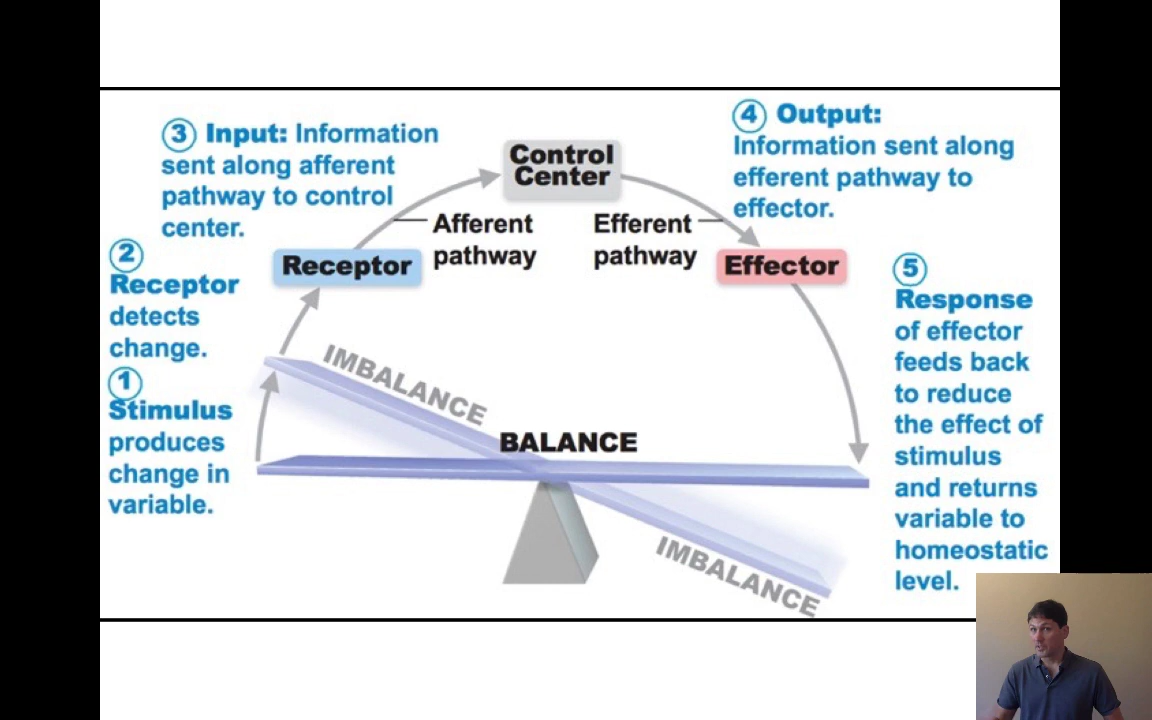 3 Input: Information
sent along afferent
pathway to control
center.
4 Output:
Information sent along
efferent pathway to
effector.
Control
Center
Afferent
pathway
Efferent
pathway
2
Receptor
detects
change.
Receptor
Effector
5
Response
of effector
feeds back
to reduce
the effect of
stimulus
and returns
variable to
homeostatic
level.
1
Stimulus
produces
change in
variable.
IMBALANCE
BALANCE
IMBALANCE